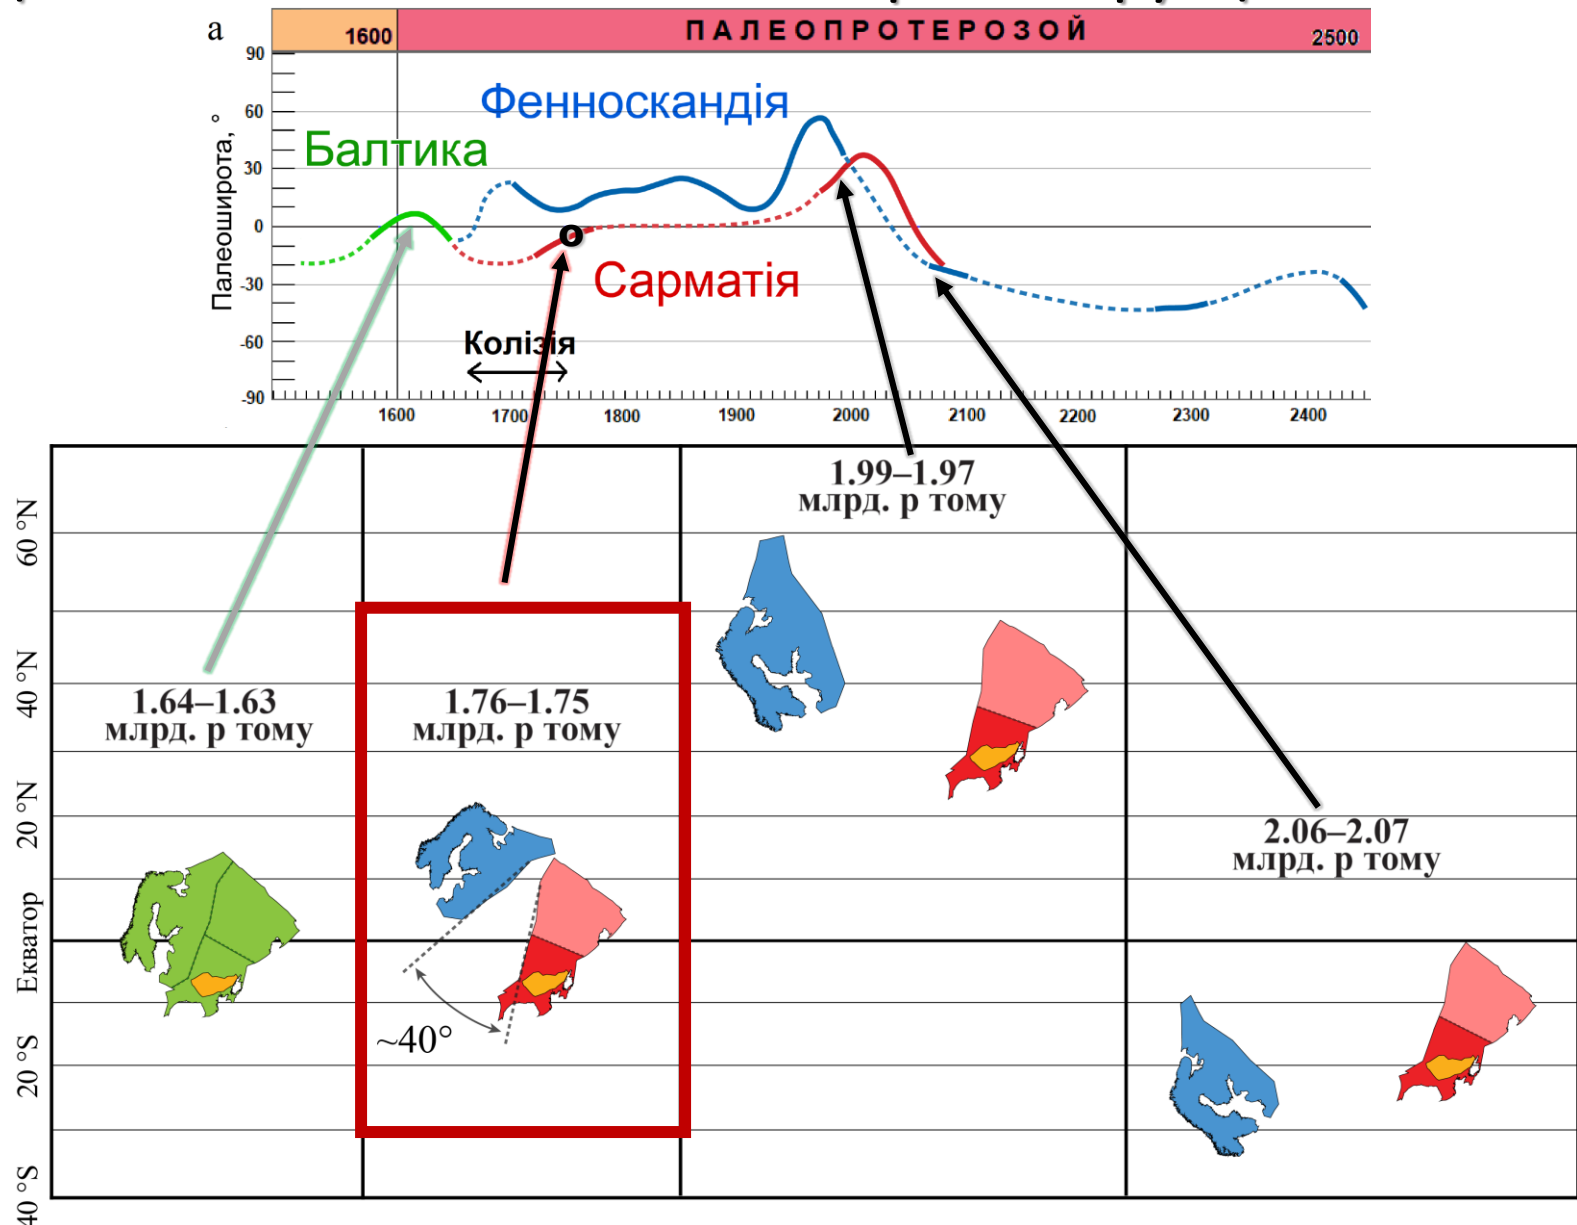 а
1600
ПАЛЕОПРОТЕРОЗОЙ
2500
Палеоширота, °
90
60
30
0
-30
-60
-90
Фенноскандія
Балтика
Сарматія
о
Колізія
1600
1700
1800
1900
2000
2100
2200
2300
2400
60 °N
40 °N
20 °N
Екватор
20 °S
40 °S
1.64–1.63
млрд. р тому
1.76–1.75
млрд. р тому
~40°
1.99–1.97
млрд. р тому
2.06–2.07
млрд. р тому